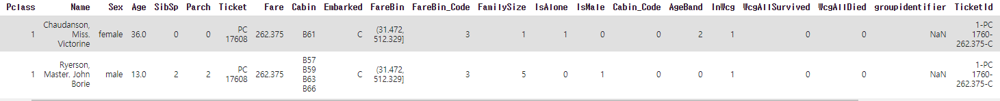 Pclass Name Sex Age SibSp Parch Ticket Fare Cabin Embarked FareBin FareBin_Code FamilySize IsAlone IsMale Cabin_Code AgeBand InWcg WcgAllSurvived WcgAllDied groupidentifier TicketId
Chaudanson, (31.472, 1-PC
1 Miss. female 36.0 0 0 PC 262.375 B61 C 3 1 1 0 0 2 1 0 0 NaN 1760-
Victorine 17608 512.329] 262.375-C
B57
Ryerson, B59 (31.472, 1-PC
1 Master. John male 13.0 2 2 PC 262.375 B63 C 3 5 0 1 0 0 1 0 0 NaN 1760-
Borie 17608 B66 512.329] 262.375-C